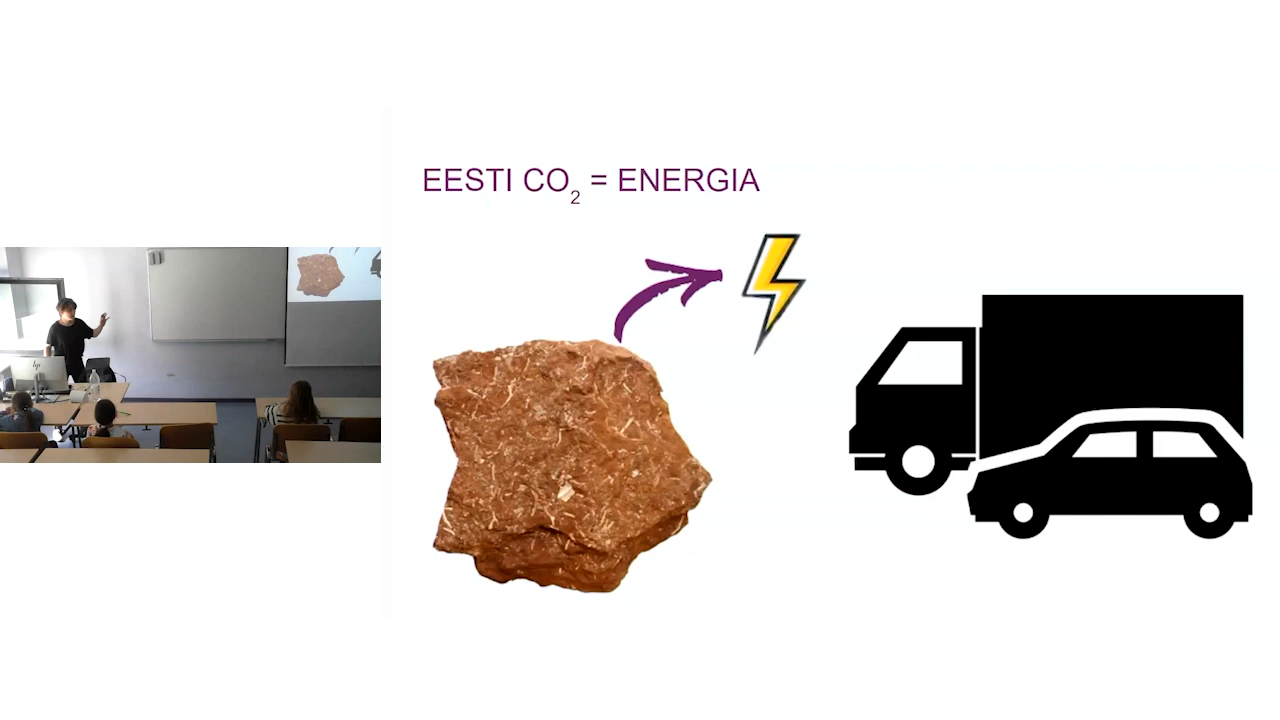 EESTI CO₂ = ENERGIA